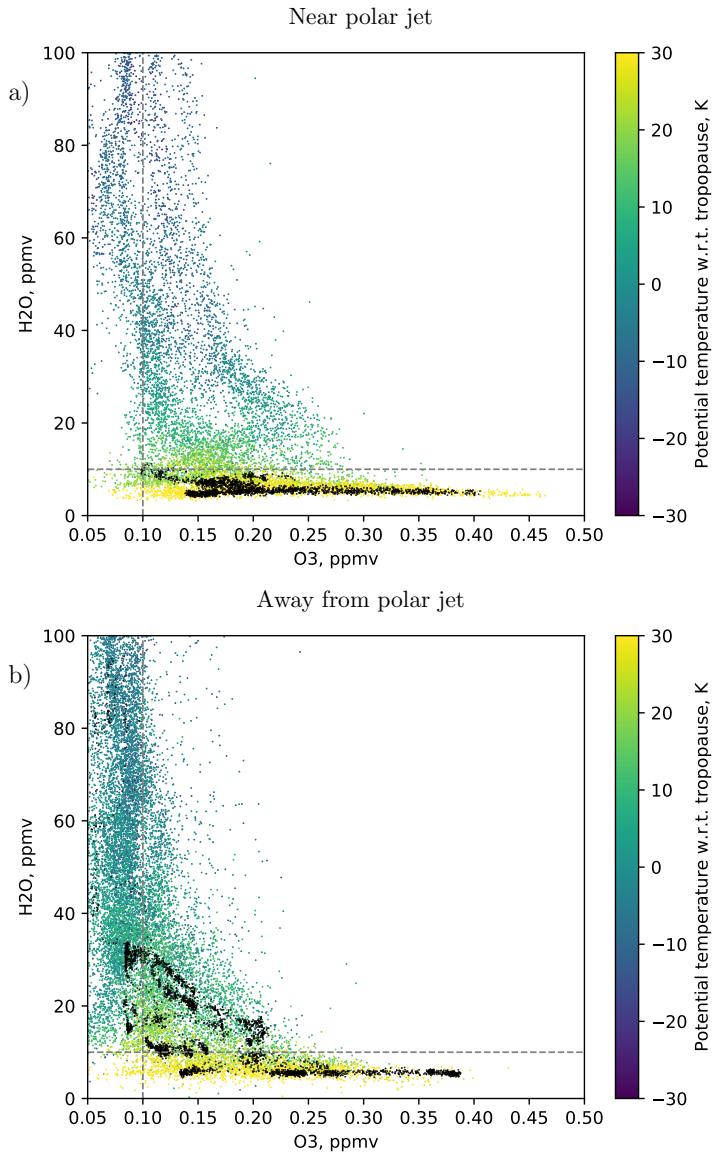 Near polar jet
a)
100
80
60
40
20
0
H2O, ppmv
0.05 0.10 0.15 0.20 0.25 0.30 0.35 0.40 0.45 0.50
O3, ppmv
30
20
10
0
−10
−20
−30
Potential temperature w.r.t. tropopause, K
Away from polar jet
b)
100
80
60
40
20
0
H2O, ppmv
0.05 0.10 0.15 0.20 0.25 0.30 0.35 0.40 0.45 0.50
O3, ppmv
30
20
10
0
−10
−20
−30
Potential temperature w.r.t. tropopause, K